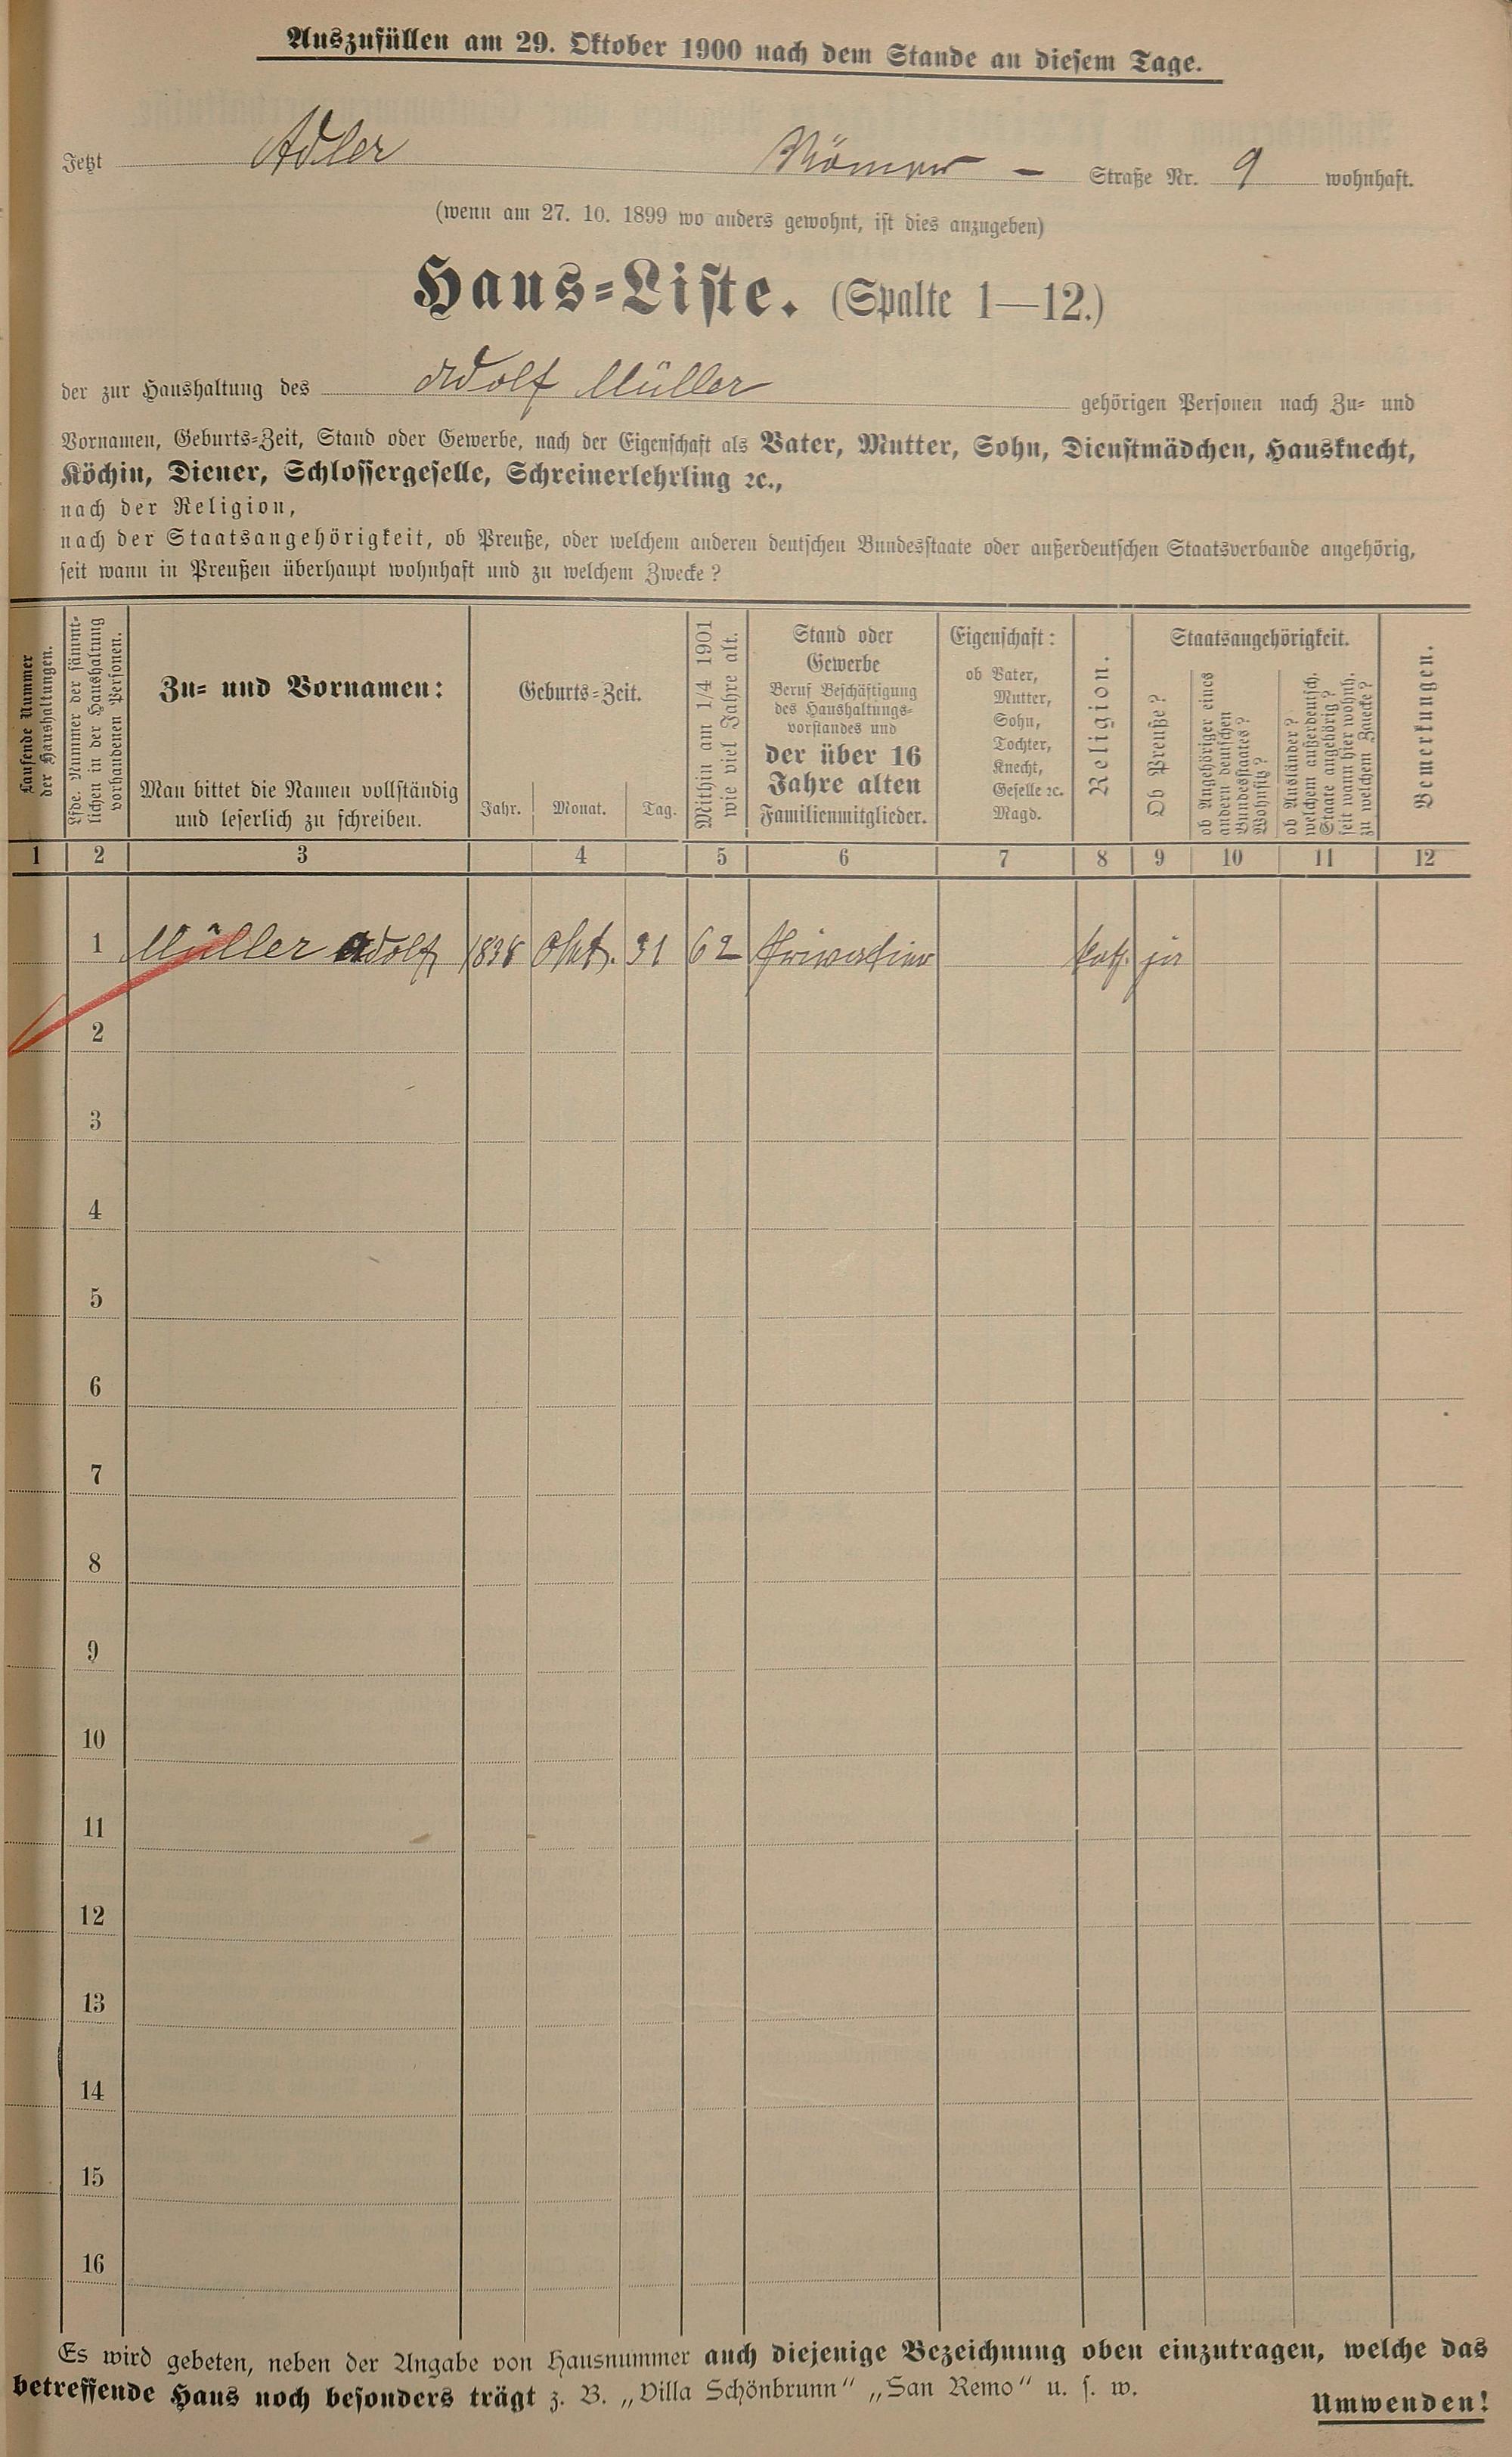 Auszufüllen am 29. Oktober 1900 nach dem Stande an diesem Tage.
Jetzt Adler Römer - Straße Nr. 9 wohnhaft.
(wenn am 27. 10. 1899 wo anders gewohnt, ist dies anzugeben)
Haus-Liste. (Spalte 1—12.)
der zur Haushaltung des Adolf Müller gehörigen Personen nach Zu- und
Vornamen, Geburts-Zeit, Stand oder Gewerbe, nach der Eigenschaft als Vater, Mutter, Sohn, Dienstmädchen, Hausknecht,
Köchin, Diener, Schlossergeselle, Schreinerlehrling ꝛc.,
nach der Religion,
nach der Staatsangehörigkeit, ob Preuße, oder welchem anderen deutschen Bundesstaate oder außerdeutschen Staatsverbande angehörig,
seit wann in Preußen überhaupt wohnhaft und zu welchem Zwecke?
Laufende Nummer
der Haushaltungen.
Lfde. Nummer der sämmt-
lichen in der Haushaltung
vorhandenen Personen.
Zu- und Vornamen:
Man bittet die Namen vollständig
und leserlich zu schreiben.
Geburts-Zeit.
Jahr. Monat. Tag.
Mithin am 1/4 1901
wie viel Jahre alt.
Stand oder
Gewerbe
Beruf Beschäftigung
des Haushaltungs-
vorstandes und
der über 16
Jahre alten
Familienmitglieder.
Eigenschaft:
ob Vater,
Mutter,
Sohn,
Tochter,
Knecht,
Geselle ꝛc.
Magd.
Religion.
Staatsangehörigkeit.
Ob Preuße?
ob Angehöriger eines
andern deutschen
Bundesstaates?
Wohnsitz?
ob Ausländer?
welchem außerdeutsch.
Staate angehörig?
seit wann hier wohnh.
zu welchem Zwecke?
Bemerkungen.
1 2 3 4 5 6 7 8 9 10 11 12
1 Müller Adolf 1838 Okt. 31 62 Privatier kath. ja
2
3
4
5
6
7
8
9
10
11
12
13
14
15
16
Es wird gebeten, neben der Angabe von Hausnummer auch diejenige Bezeichnung oben einzutragen, welche das
betreffende Haus noch besonders trägt z. B. „Villa Schönbrunn“ „San Remo“ u. s. w.
Umwenden!